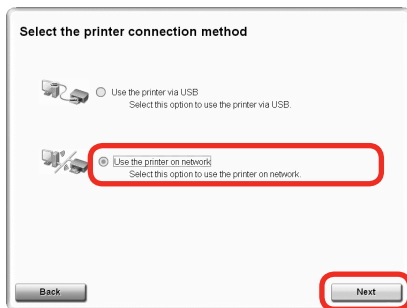 Select the printer connection method
Use the printer via USB
Select this option to use the printer via USB.
Use the printer on network
Select this option to use the printer on network.
Back
Next